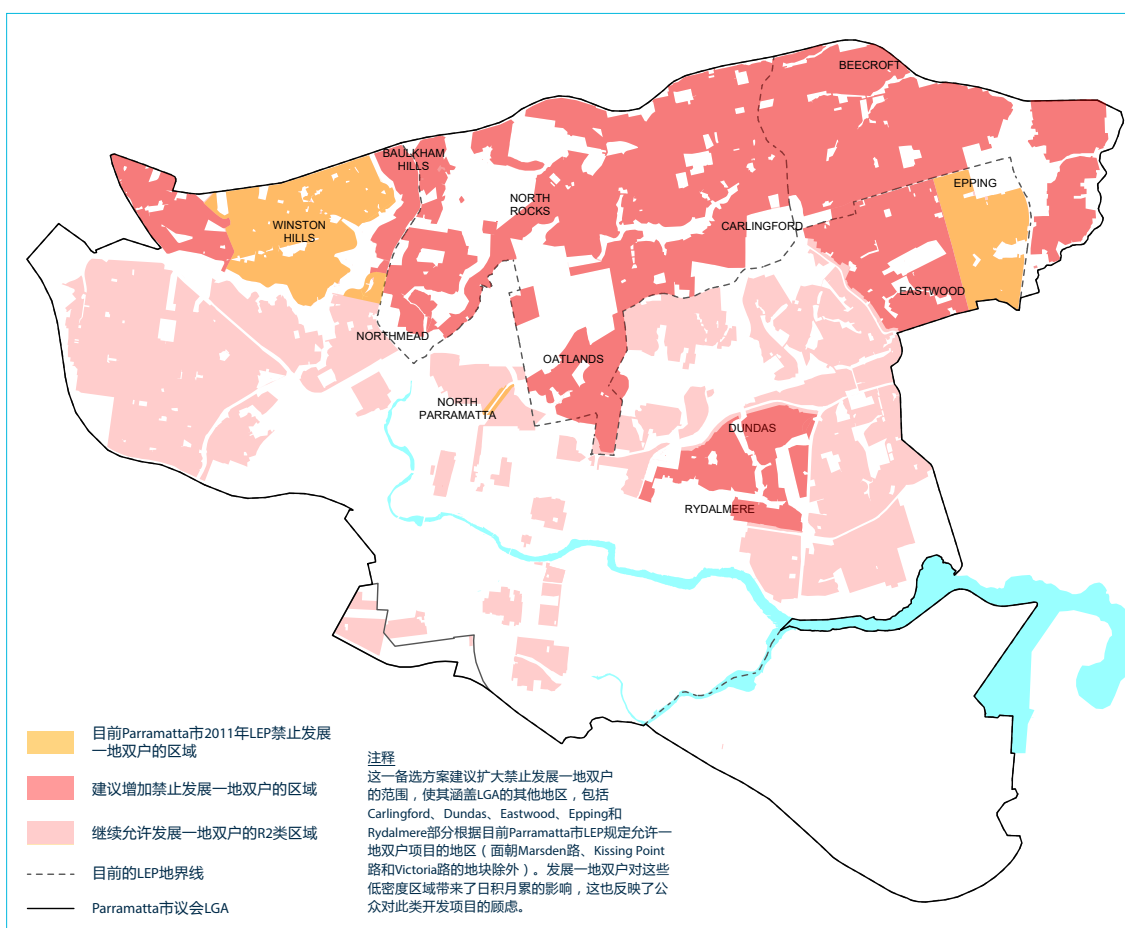 BEECROFT
BAULKHAM
HILLS
EPPING
NORTH
ROCKS
WINSTON
HILLS
CARLINGFORD
EASTWOOD
NORTHMEAD
OATLANDS
NORTH
PARRAMATTA
DUNDAS
RYDALMERE
目前Parramatta市2011年LEP禁止发展
一地双户的区域
建议增加禁止发展一地双户的区域
继续允许发展一地双户的R2类区域
目前的LEP地界线
Parramatta市议会LGA
注释
这一备选方案建议扩大禁止发展一地双户
的范围，使其涵盖LGA的其他地区，包括
Carlingford、Dundas、Eastwood、Epping和
Rydalmere部分根据目前Parramatta市LEP规定允许一
地双户项目的地区（面朝Marsden路、Kissing Point
路和Victoria路的地块除外）。发展一地双户对这些
低密度区域带来了日积月累的影响，这也反映了公
众对此类开发项目的顾虑。